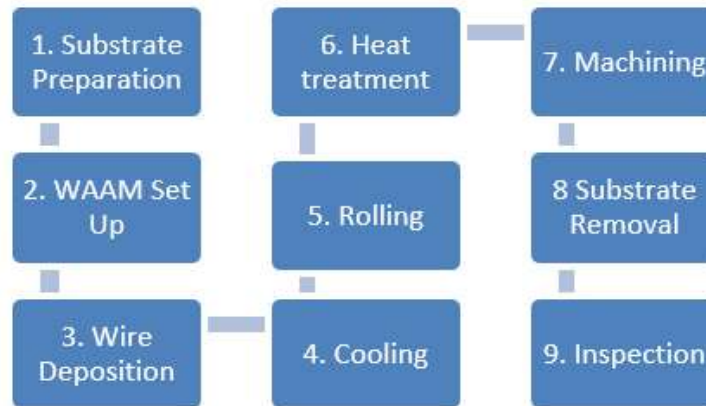 1. Substrate
Preparation
2. WAAM Set
Up
3. Wire
Deposition
4. Cooling
5. Rolling
6. Heat
treatment
7. Machining
8 Substrate
Removal
9. Inspection